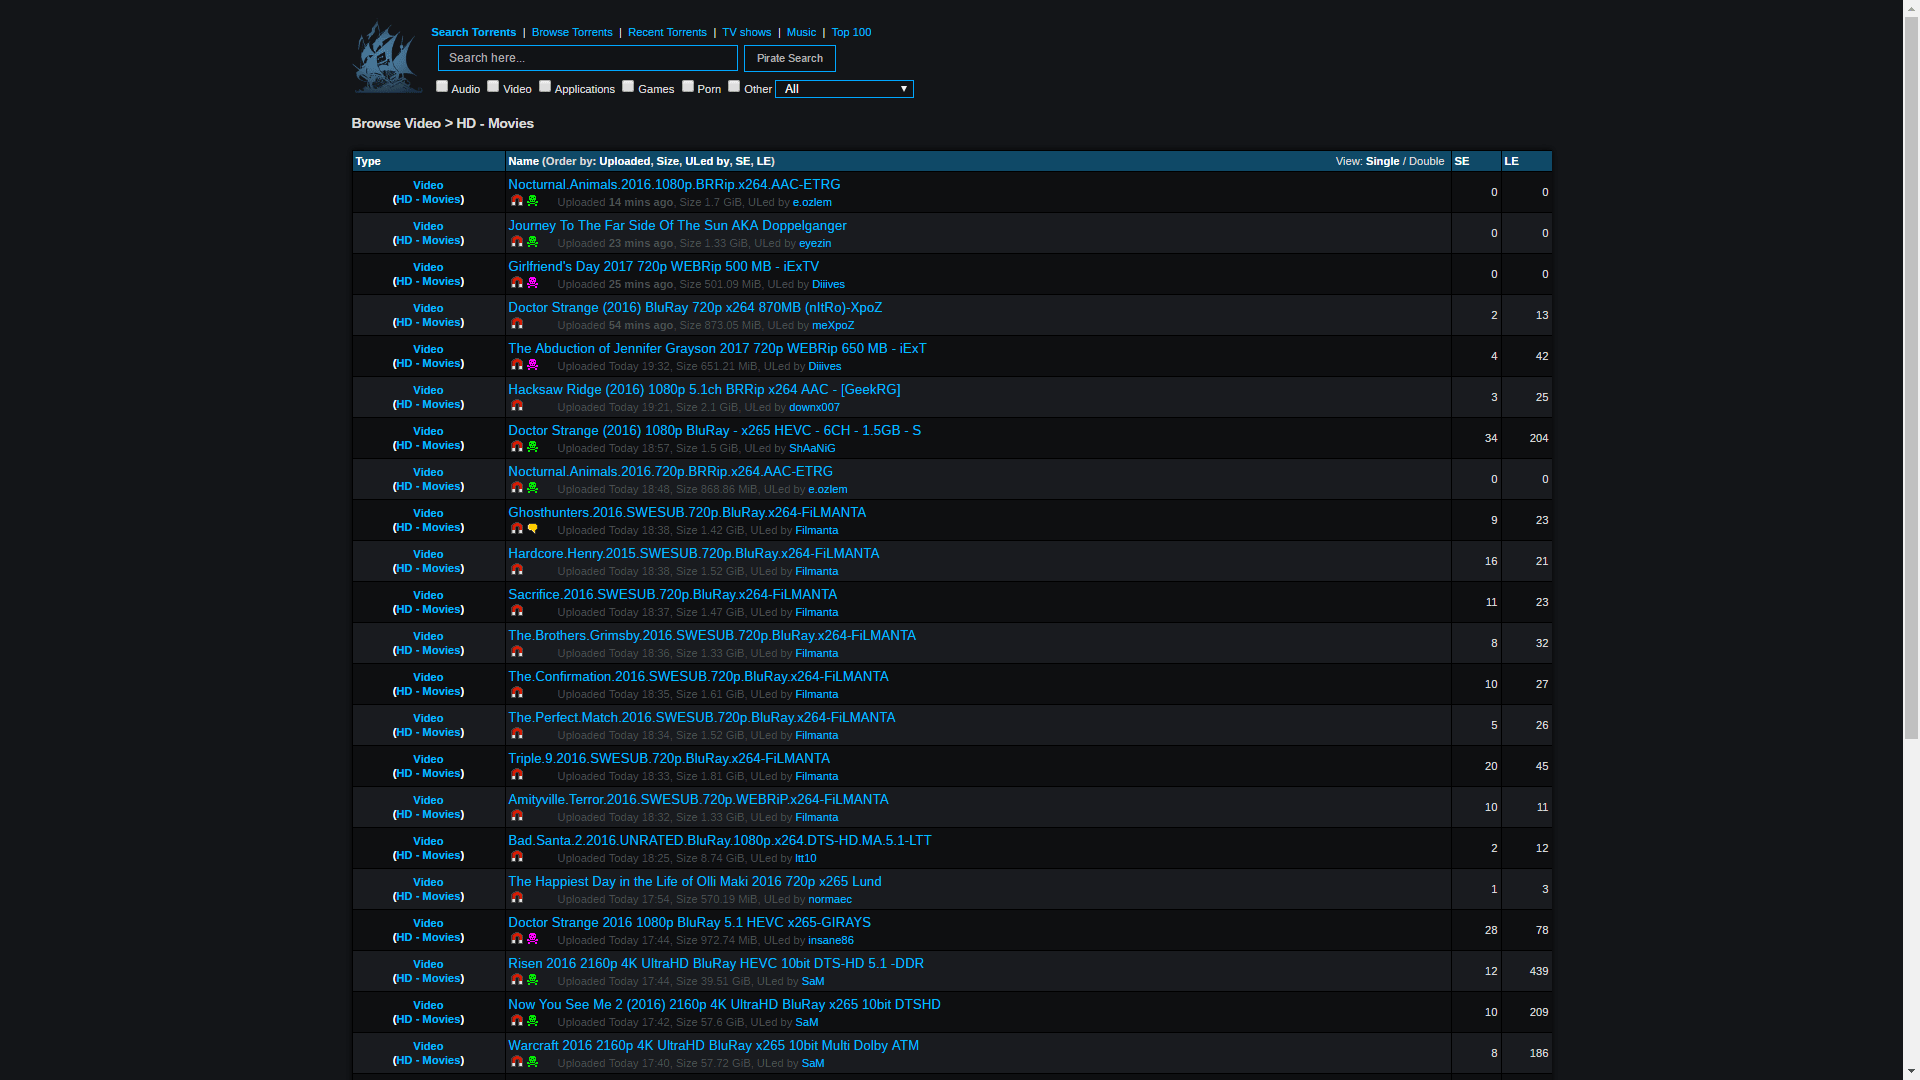 Search Torrents | Browse Torrents | Recent Torrents | TV shows | Music | Top 100
Search here...
Pirate Search
Audio Video Applications Games Porn Other All
Browse Video > HD - Movies
Type Name (Order by: Uploaded, Size, ULed by, SE, LE) View: Single / Double SE LE
Video
(HD - Movies)
Nocturnal.Animals.2016.1080p.BRRip.x264.AAC-ETRG
Uploaded 14 mins ago, Size 1.7 GiB, ULed by e.ozlem
0 0
Video
(HD - Movies)
Journey To The Far Side Of The Sun AKA Doppelganger
Uploaded 23 mins ago, Size 1.33 GiB, ULed by eyezin
0 0
Video
(HD - Movies)
Girlfriend's Day 2017 720p WEBRip 500 MB - iExTV
Uploaded 25 mins ago, Size 501.09 MiB, ULed by Diiives
0 0
Video
(HD - Movies)
Doctor Strange (2016) BluRay 720p x264 870MB (nItRo)-XpoZ
Uploaded 54 mins ago, Size 873.05 MiB, ULed by meXpoZ
2 13
Video
(HD - Movies)
The Abduction of Jennifer Grayson 2017 720p WEBRip 650 MB - iExT
Uploaded Today 19:32, Size 651.21 MiB, ULed by Diiives
4 42
Video
(HD - Movies)
Hacksaw Ridge (2016) 1080p 5.1ch BRRip x264 AAC - [GeekRG]
Uploaded Today 19:21, Size 2.1 GiB, ULed by downx007
3 25
Video
(HD - Movies)
Doctor Strange (2016) 1080p BluRay - x265 HEVC - 6CH - 1.5GB - S
Uploaded Today 18:57, Size 1.5 GiB, ULed by ShAaNiG
34 204
Video
(HD - Movies)
Nocturnal.Animals.2016.720p.BRRip.x264.AAC-ETRG
Uploaded Today 18:48, Size 868.86 MiB, ULed by e.ozlem
0 0
Video
(HD - Movies)
Ghosthunters.2016.SWESUB.720p.BluRay.x264-FiLMANTA
Uploaded Today 18:38, Size 1.42 GiB, ULed by Filmanta
9 23
Video
(HD - Movies)
Hardcore.Henry.2015.SWESUB.720p.BluRay.x264-FiLMANTA
Uploaded Today 18:38, Size 1.52 GiB, ULed by Filmanta
16 21
Video
(HD - Movies)
Sacrifice.2016.SWESUB.720p.BluRay.x264-FiLMANTA
Uploaded Today 18:37, Size 1.47 GiB, ULed by Filmanta
11 23
Video
(HD - Movies)
The.Brothers.Grimsby.2016.SWESUB.720p.BluRay.x264-FiLMANTA
Uploaded Today 18:36, Size 1.33 GiB, ULed by Filmanta
8 32
Video
(HD - Movies)
The.Confirmation.2016.SWESUB.720p.BluRay.x264-FiLMANTA
Uploaded Today 18:35, Size 1.61 GiB, ULed by Filmanta
10 27
Video
(HD - Movies)
The.Perfect.Match.2016.SWESUB.720p.BluRay.x264-FiLMANTA
Uploaded Today 18:34, Size 1.52 GiB, ULed by Filmanta
5 26
Video
(HD - Movies)
Triple.9.2016.SWESUB.720p.BluRay.x264-FiLMANTA
Uploaded Today 18:33, Size 1.81 GiB, ULed by Filmanta
20 45
Video
(HD - Movies)
Amityville.Terror.2016.SWESUB.720p.WEBRiP.x264-FiLMANTA
Uploaded Today 18:32, Size 1.33 GiB, ULed by Filmanta
10 11
Video
(HD - Movies)
Bad.Santa.2.2016.UNRATED.BluRay.1080p.x264.DTS-HD.MA.5.1-LTT
Uploaded Today 18:25, Size 8.74 GiB, ULed by ltt10
2 12
Video
(HD - Movies)
The Happiest Day in the Life of Olli Maki 2016 720p x265 Lund
Uploaded Today 17:54, Size 570.19 MiB, ULed by normaec
1 3
Video
(HD - Movies)
Doctor Strange 2016 1080p BluRay 5.1 HEVC x265-GIRAYS
Uploaded Today 17:44, Size 972.74 MiB, ULed by insane86
28 78
Video
(HD - Movies)
Risen 2016 2160p 4K UltraHD BluRay HEVC 10bit DTS-HD 5.1 -DDR
Uploaded Today 17:44, Size 39.51 GiB, ULed by SaM
12 439
Video
(HD - Movies)
Now You See Me 2 (2016) 2160p 4K UltraHD BluRay x265 10bit DTSHD
Uploaded Today 17:42, Size 57.6 GiB, ULed by SaM
10 209
Video
(HD - Movies)
Warcraft 2016 2160p 4K UltraHD BluRay x265 10bit Multi Dolby ATM
Uploaded Today 17:40, Size 57.72 GiB, ULed by SaM
8 186